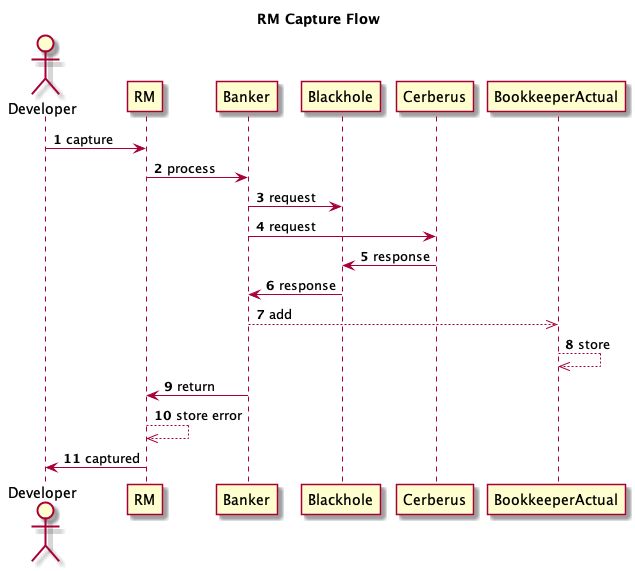 RM Capture Flow
Developer
RM
Banker
Blackhole
Cerberus
BookkeeperActual
1 capture
2 process
3 request
4 request
5 response
6 response
7 add
8 store
9 return
10 store error
11 captured
Developer
RM
Banker
Blackhole
Cerberus
BookkeeperActual